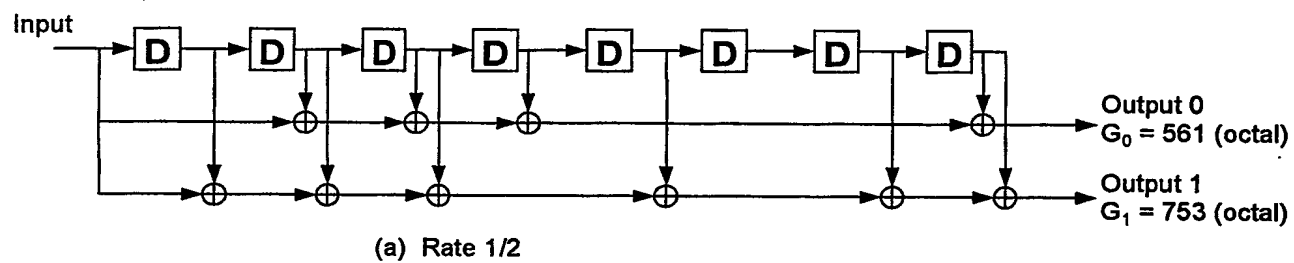 Input
D D D D D D D D
Output 0
G₀ = 561 (octal)
Output 1
G₁ = 753 (octal)
(a) Rate 1/2